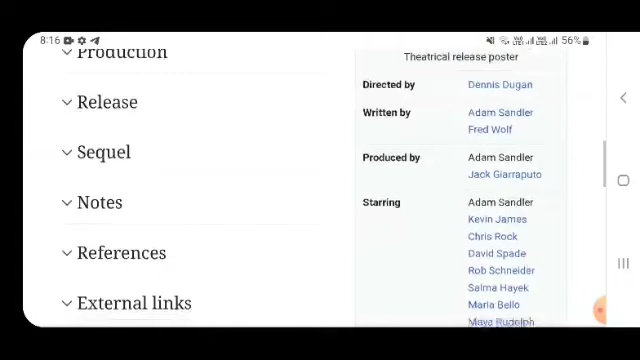 8:16
56%
Production
Release
Sequel
Notes
References
External links
Theatrical release poster
Directed by
Dennis Dugan
Written by
Adam Sandler
Fred Wolf
Produced by
Adam Sandler
Jack Giarraputo
Starring
Adam Sandler
Kevin James
Chris Rock
David Spade
Rob Schneider
Salma Hayek
Maria Bello
Maya Rudolph